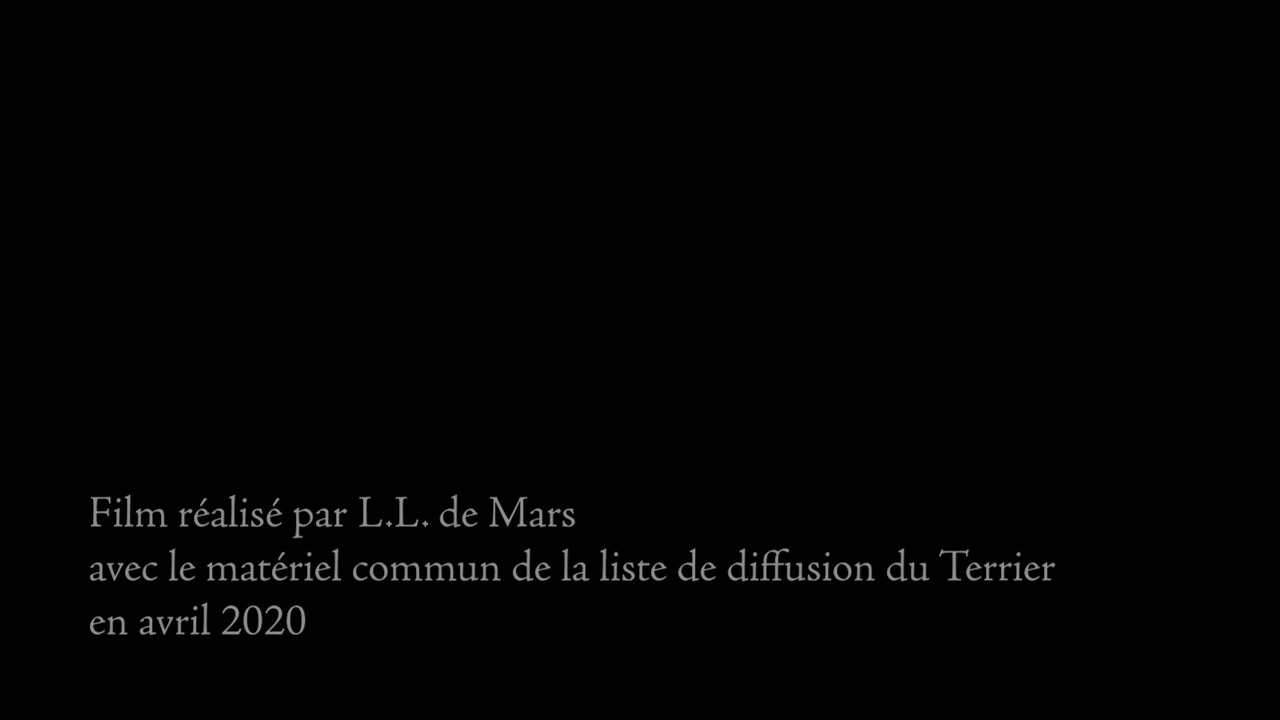 Film réalisé par L.L. de Mars
avec le matériel commun de la liste de diffusion du Terrier
en avril 2020